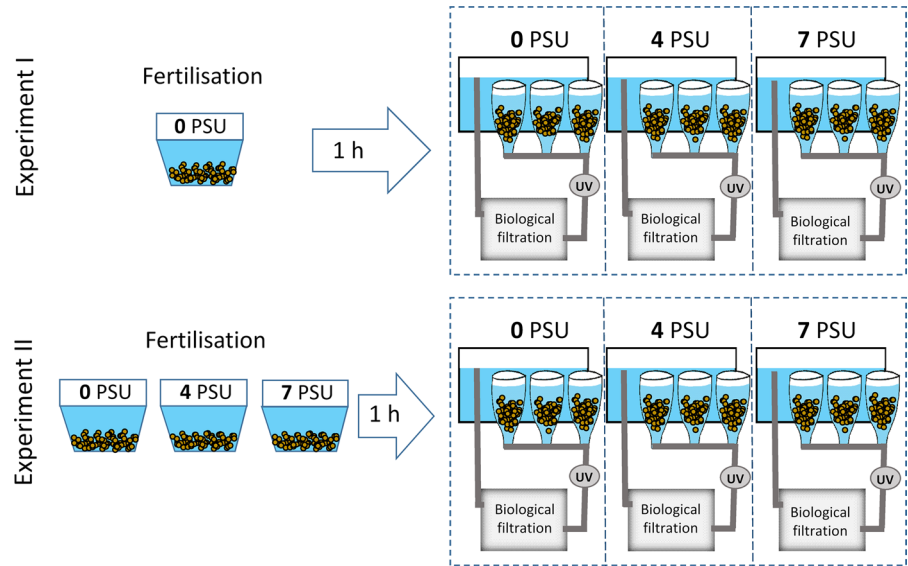 Experiment I
Fertilisation
0 PSU
1 h
0 PSU
4 PSU
7 PSU
UV
UV
UV
Biological
filtration
Biological
filtration
Biological
filtration
Experiment II
Fertilisation
0 PSU
4 PSU
7 PSU
1 h
0 PSU
4 PSU
7 PSU
UV
UV
UV
Biological
filtration
Biological
filtration
Biological
filtration